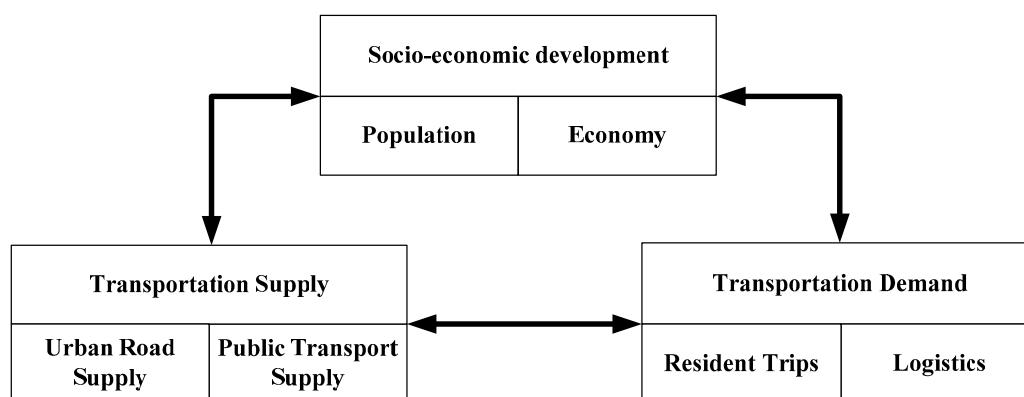 Socio-economic development
Population
Economy
Transportation Supply
Transportation Demand
Urban Road
Supply
Public Transport
Supply
Resident Trips
Logistics